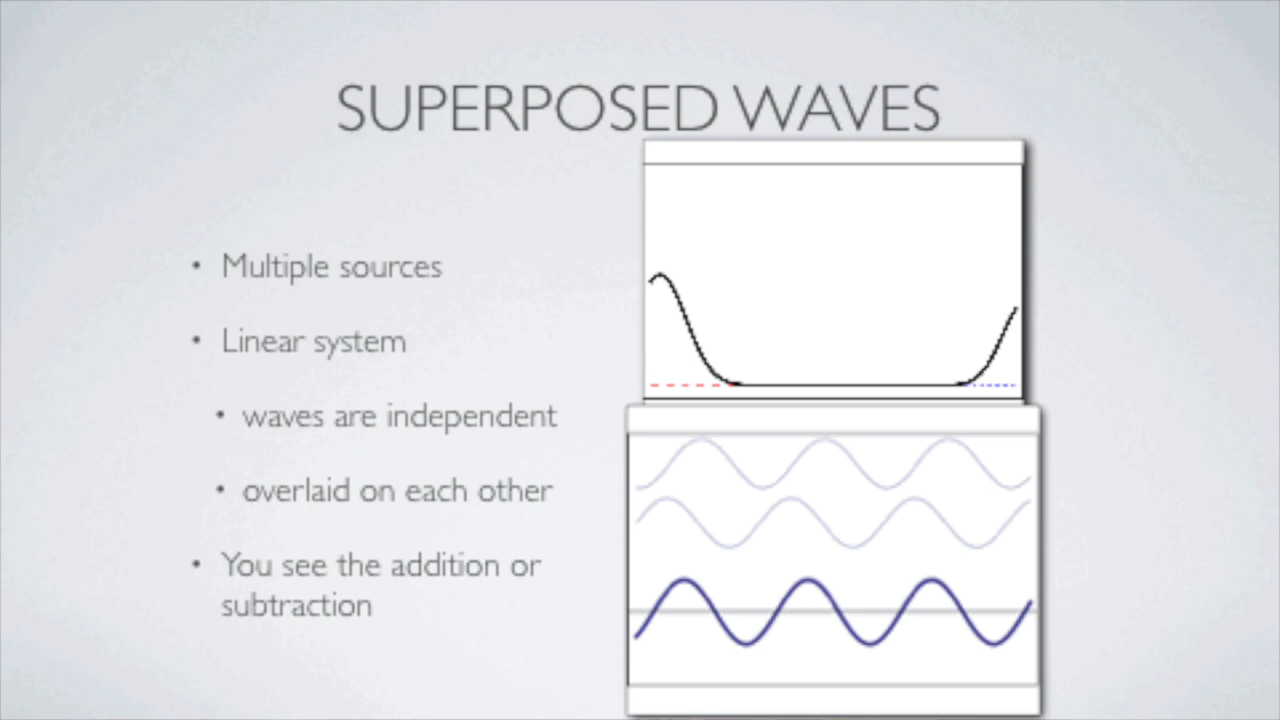 SUPERPOSED WAVES
• Multiple sources
• Linear system
• waves are independent
• overlaid on each other
• You see the addition or
subtraction